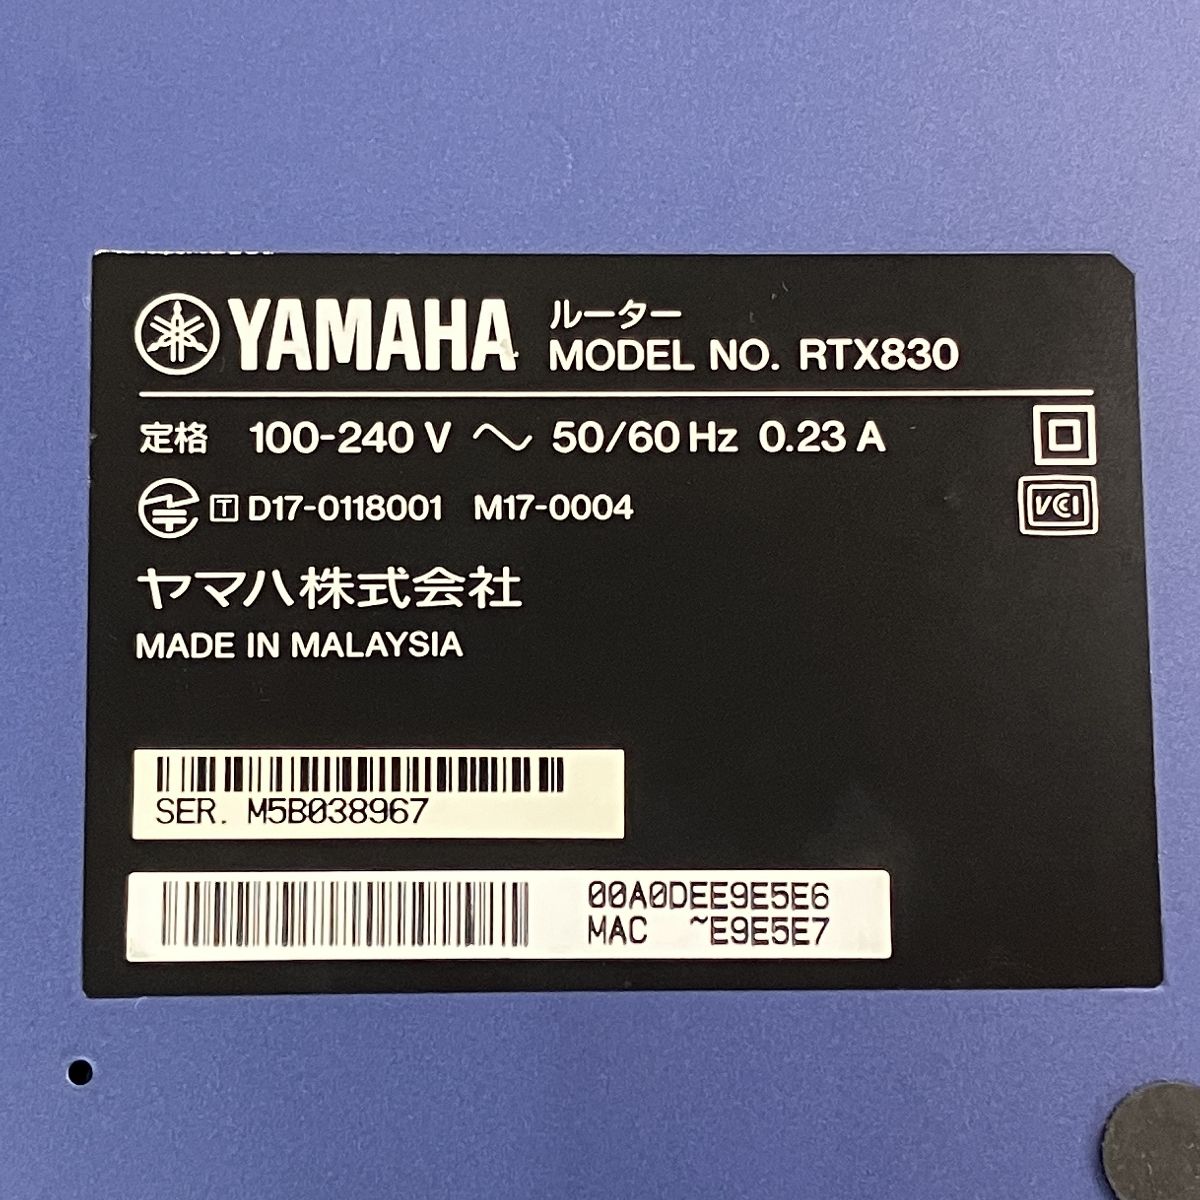 YAMAHA ルーター
MODEL NO. RTX830
定格 100-240 V ~ 50/60 Hz 0.23 A
T D17-0118001 M17-0004
VCI
ヤマハ株式会社
MADE IN MALAYSIA
SER. M5B038967
00A0DEE9E5E6
MAC ~E9E5E7